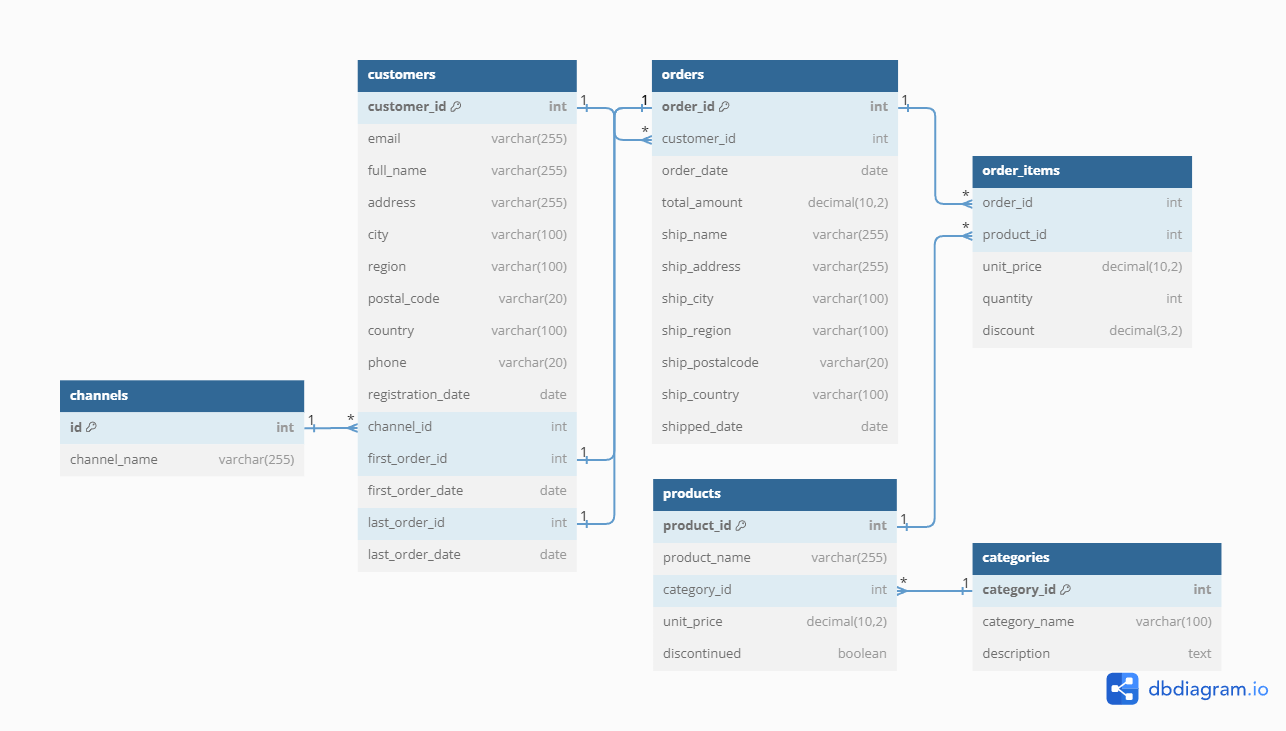 customers
customer_id int
email varchar(255)
full_name varchar(255)
address varchar(255)
city varchar(100)
region varchar(100)
postal_code varchar(20)
country varchar(100)
phone varchar(20)
registration_date date
channel_id int
first_order_id int
first_order_date date
last_order_id int
last_order_date date
1
1
1
*
orders
order_id int
customer_id int
order_date date
total_amount decimal(10,2)
ship_name varchar(255)
ship_address varchar(255)
ship_city varchar(100)
ship_region varchar(100)
ship_postalcode varchar(20)
ship_country varchar(100)
shipped_date date
1
*
1
order_items
order_id int
product_id int
unit_price decimal(10,2)
quantity int
discount decimal(3,2)
*
*
channels
id int
channel_name varchar(255)
1
products
product_id int
product_name varchar(255)
category_id int
unit_price decimal(10,2)
discontinued boolean
1
*
categories
category_id int
category_name varchar(100)
description text
1
dbdiagram.io